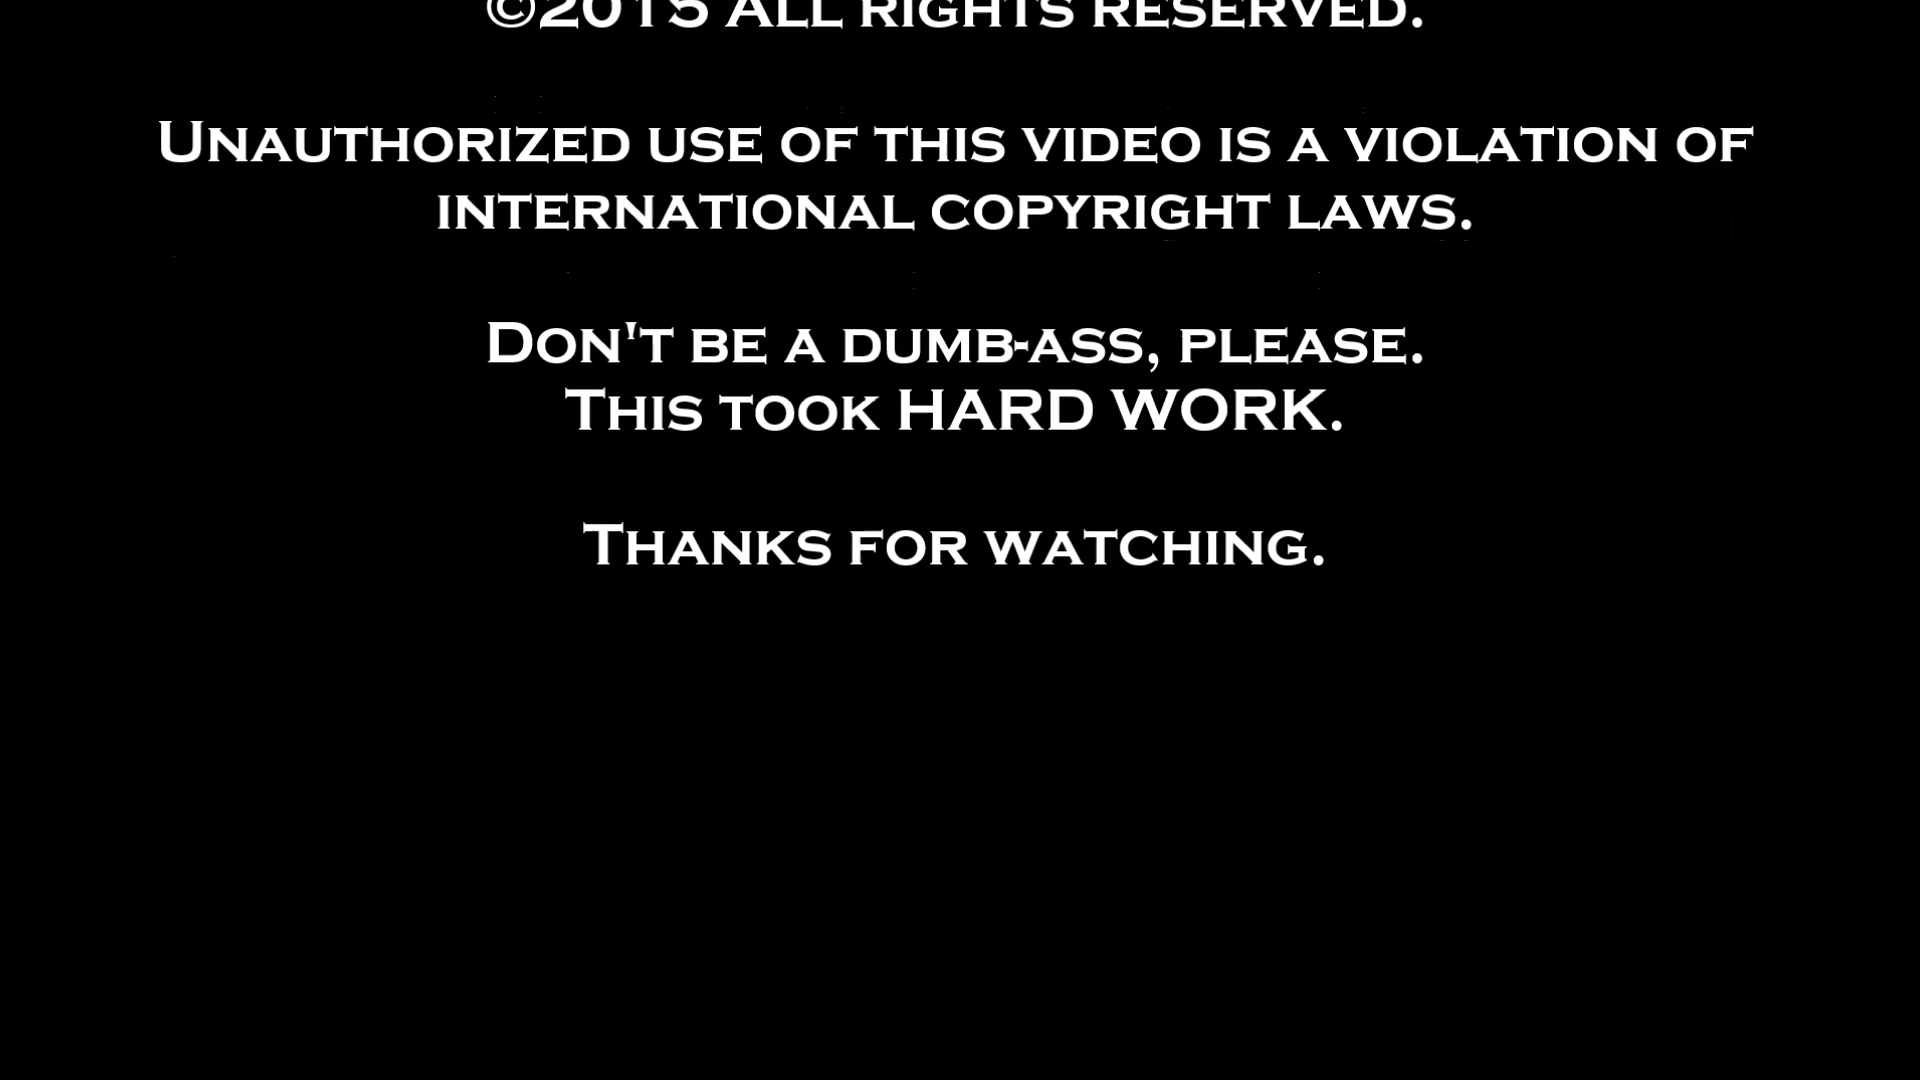 ©2015 All rights reserved.
Unauthorized use of this video is a violation of
international copyright laws.
Don't be a dumb-ass, please.
This took HARD WORK.
Thanks for watching.